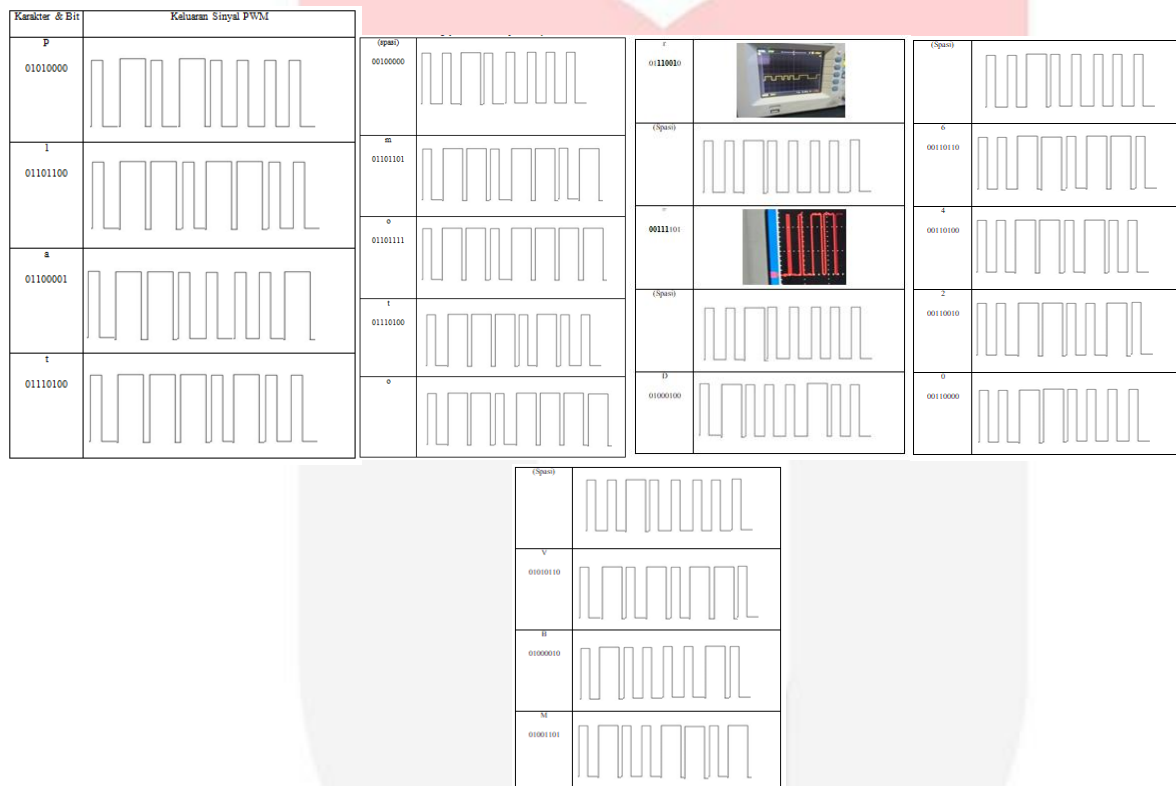 Karakter & Bit Keluaran Sinyal PWM
P
01010000
l
01101100
a
01100001
t
01110100
(spasi)
00100000
m
01101101
o
01101111
t
01110100
o
r
01110010
(Spasi)
=
00111101
(Spasi)
D
01000100
(Spasi)
6
00110110
4
00110100
2
00110010
0
00110000
(Spasi)
V
01010110
B
01000010
M
01001101